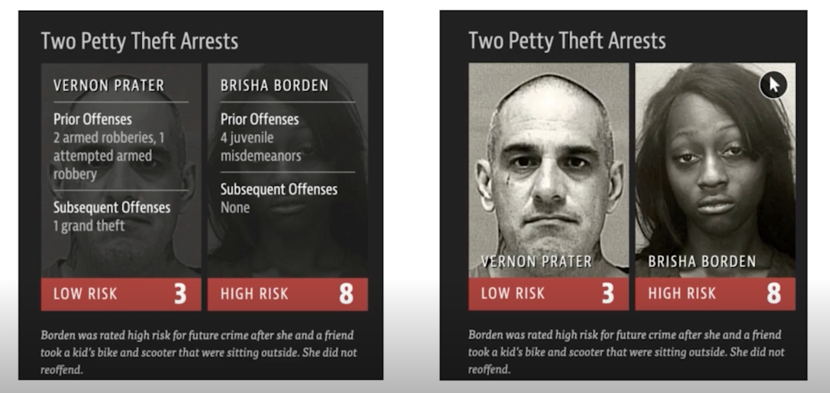 Two Petty Theft Arrests
VERNON PRATER
Prior Offenses
2 armed robberies, 1
attempted armed
robbery
Subsequent Offenses
1 grand theft
LOW RISK 3
BRISHA BORDEN
Prior Offenses
4 juvenile
misdemeanors
Subsequent Offenses
None
HIGH RISK 8
Borden was rated high risk for future crime after she and a friend
took a kid's bike and scooter that were sitting outside. She did not
reoffend.
Two Petty Theft Arrests
VERNON PRATER
LOW RISK 3
BRISHA BORDEN
HIGH RISK 8
Borden was rated high risk for future crime after she and a friend
took a kid's bike and scooter that were sitting outside. She did not
reoffend.